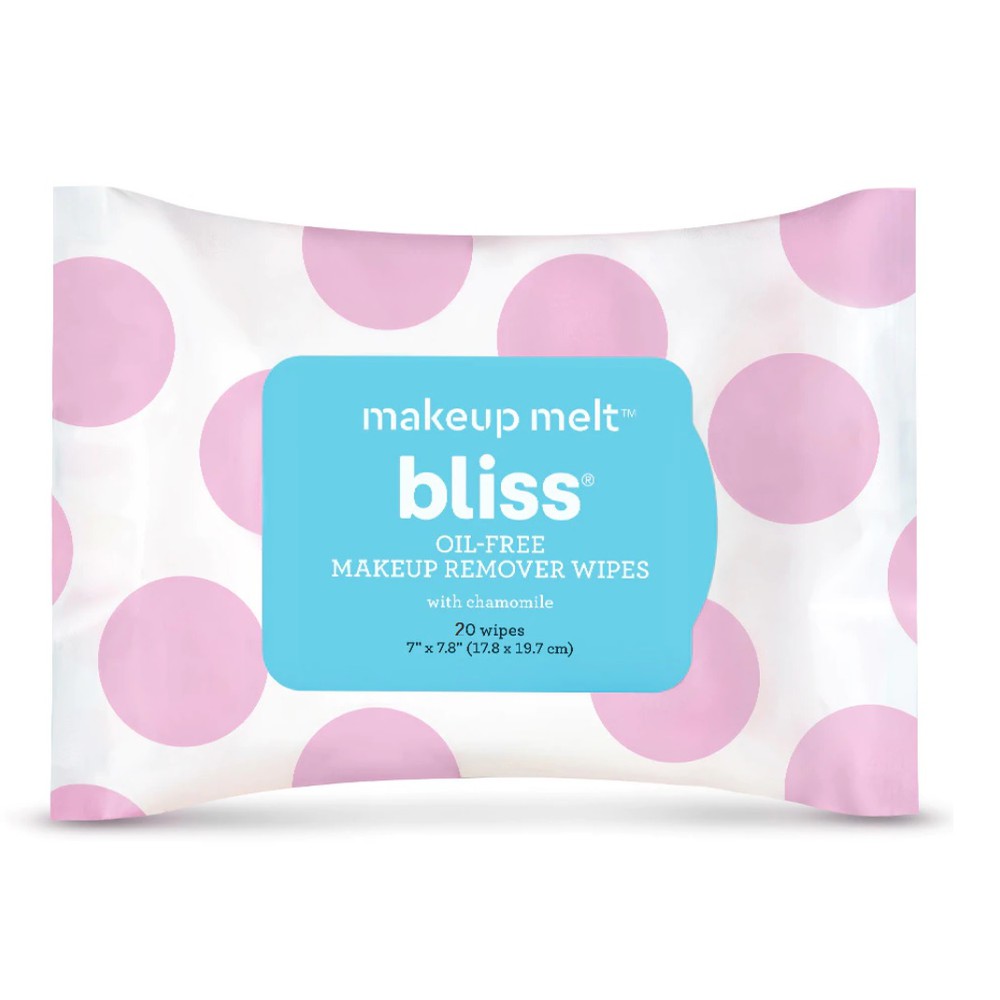 makeup melt™
bliss®
OIL-FREE
MAKEUP REMOVER WIPES
with chamomile
20 wipes
7" x 7.8" (17.8 x 19.7 cm)